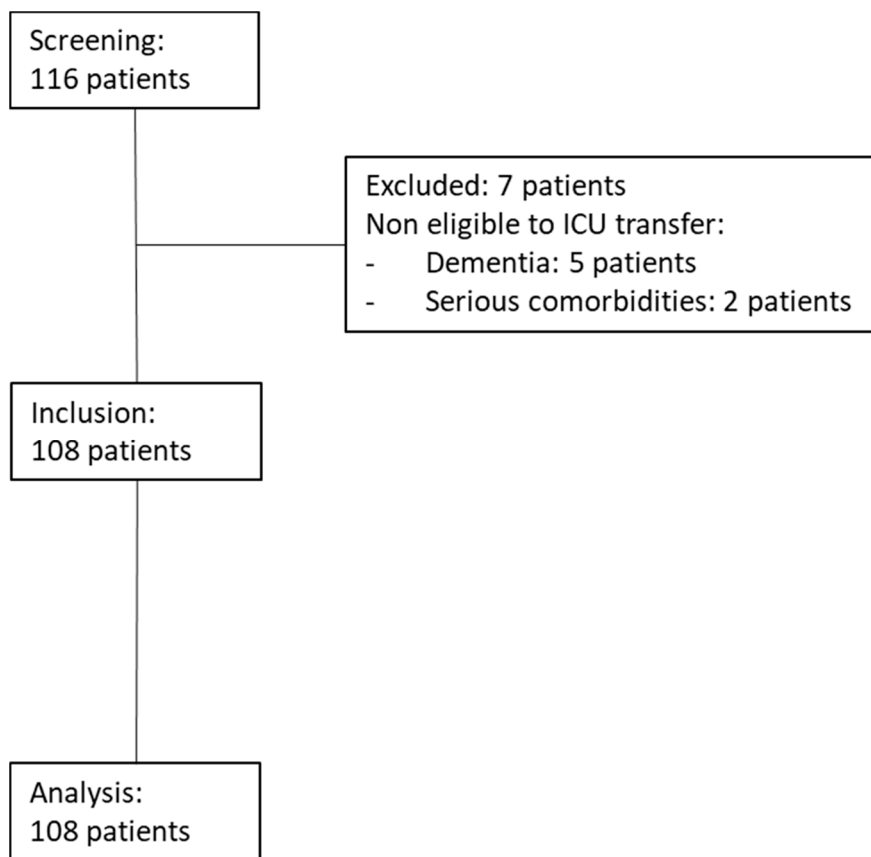 Screening:
116 patients
Excluded: 7 patients
Non eligible to ICU transfer:
- Dementia: 5 patients
- Serious comorbidities: 2 patients
Inclusion:
108 patients
Analysis:
108 patients